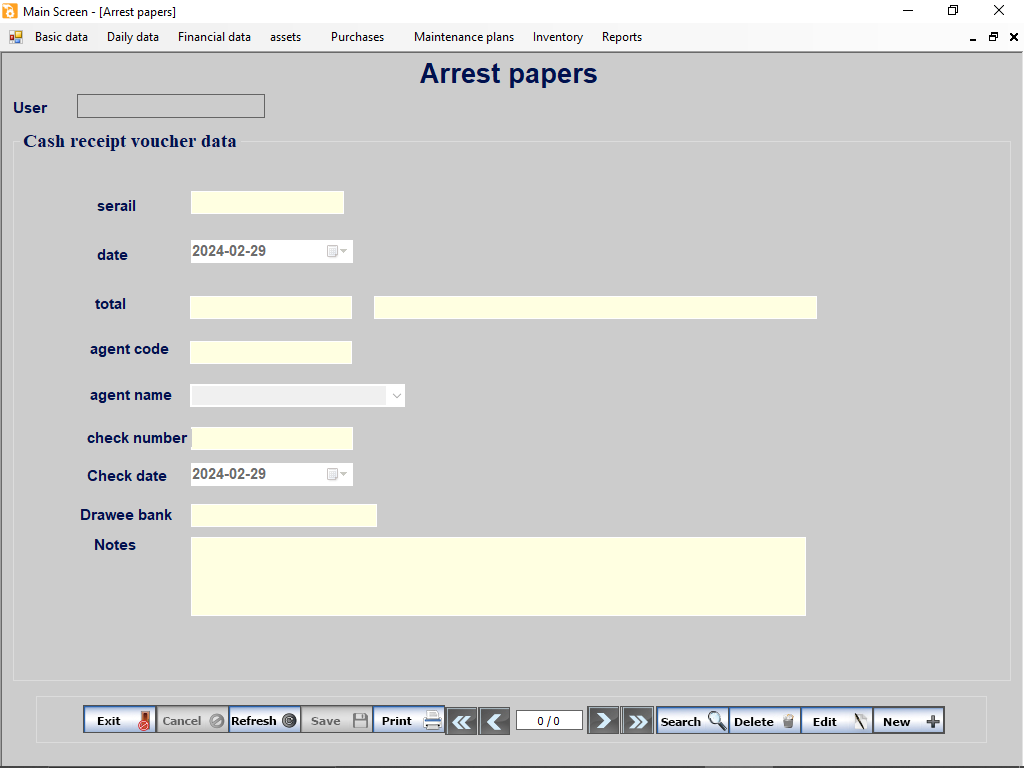 Main Screen - [Arrest papers]
Basic data Daily data Financial data assets Purchases Maintenance plans Inventory Reports
Arrest papers
User
Cash receipt voucher data
serail
date 2024-02-29
total
agent code
agent name
check number
Check date 2024-02-29
Drawee bank
Notes
Exit Cancel Refresh Save Print 0 / 0 Search Delete Edit New